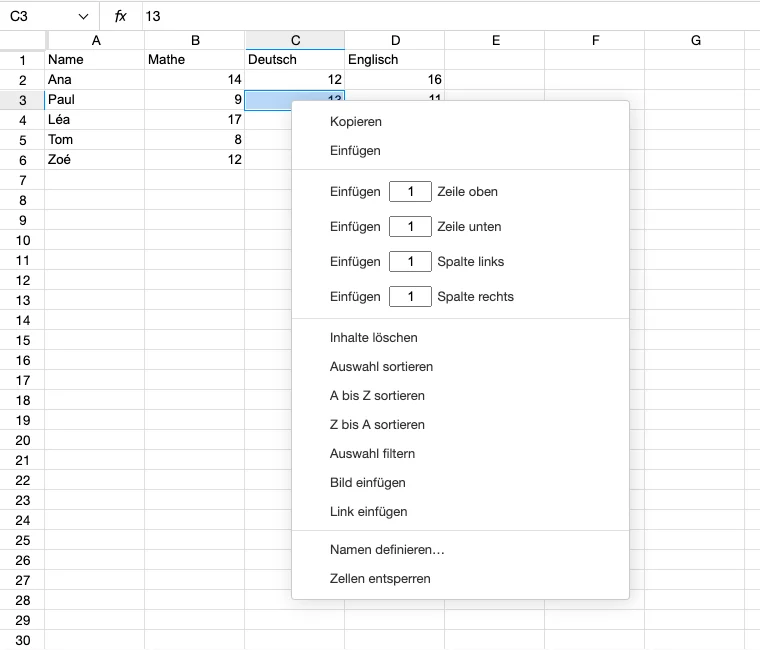 C3 fx 13
A B C D E F G
1 Name Mathe Deutsch Englisch
2 Ana 14 12 16
3 Paul 9 13 11
4 Léa 17
5 Tom 8
6 Zoé 12
7
8
9
10
11
12
13
14
15
16
17
18
19
20
21
22
23
24
25
26
27
28
29
30
Kopieren
Einfügen
Einfügen 1 Zeile oben
Einfügen 1 Zeile unten
Einfügen 1 Spalte links
Einfügen 1 Spalte rechts
Inhalte löschen
Auswahl sortieren
A bis Z sortieren
Z bis A sortieren
Auswahl filtern
Bild einfügen
Link einfügen
Namen definieren…
Zellen entsperren